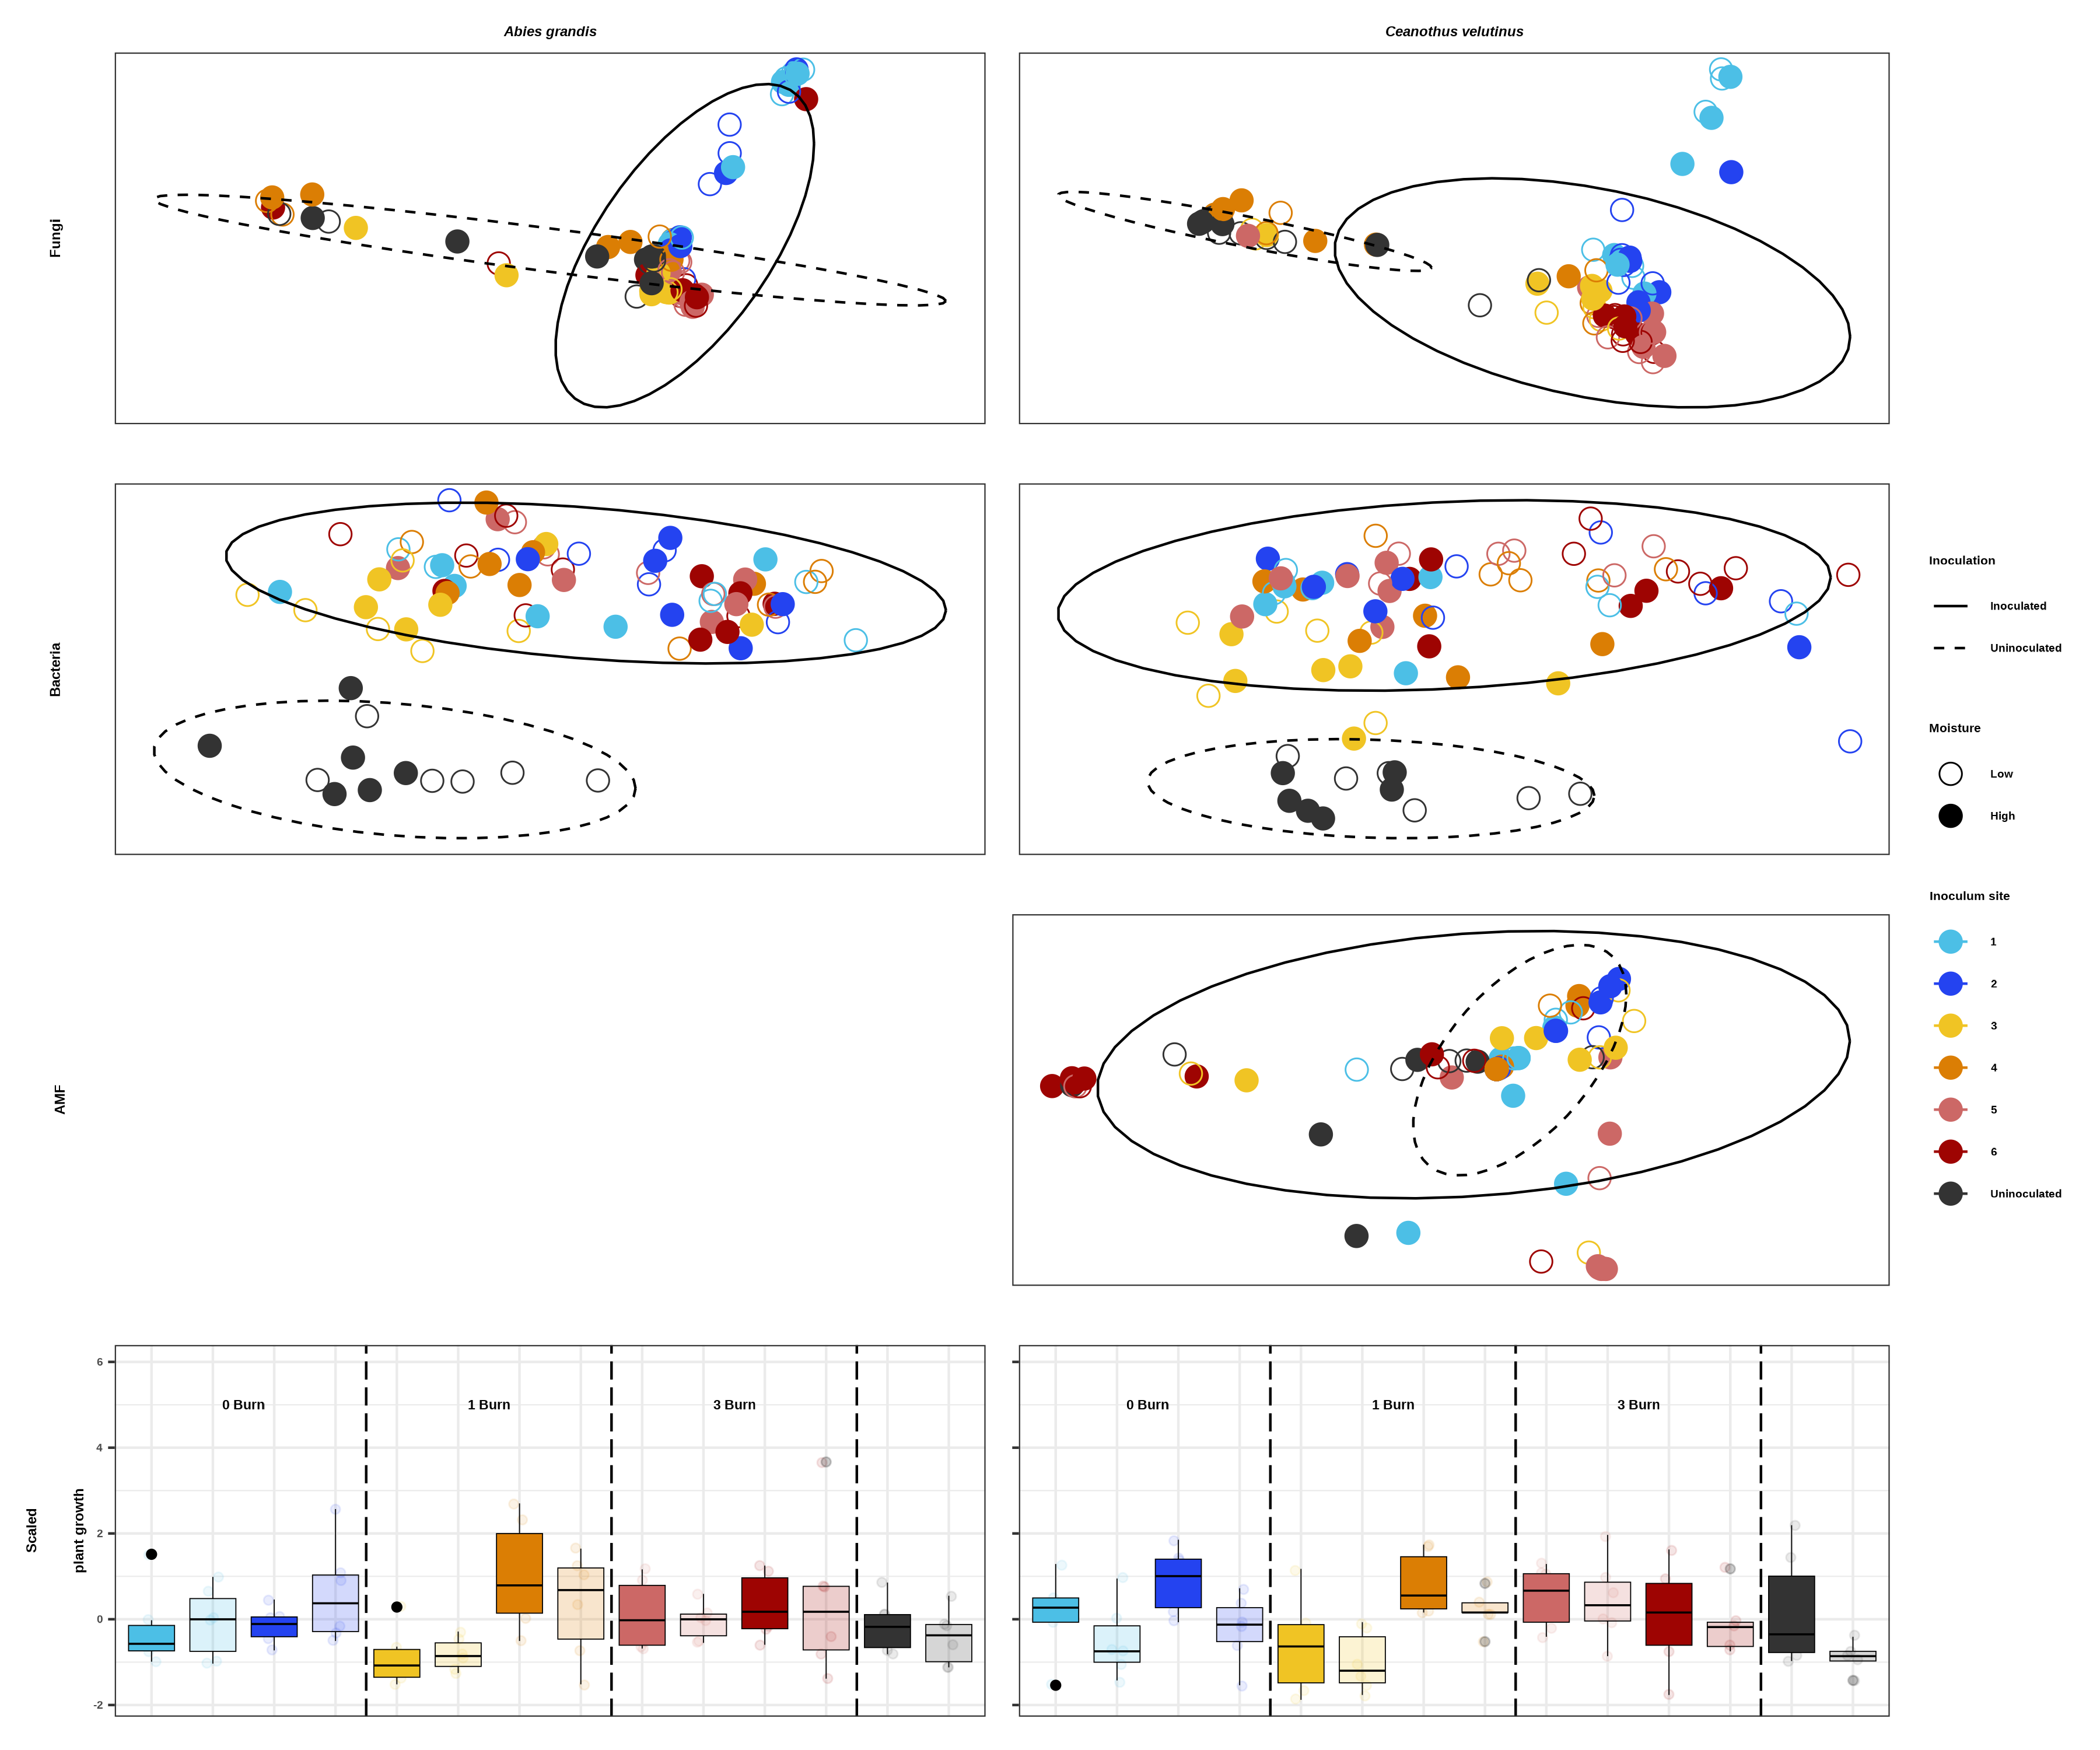 Abies grandis
Ceanothus velutinus
Fungi
Bacteria
Inoculation
Inoculated
Uninoculated
Moisture
Low
High
Inoculum site
1
2
3
4
5
6
Uninoculated
AMF
Scaled
plant growth
6
4
2
0
-2
0 Burn
1 Burn
3 Burn
0 Burn
1 Burn
3 Burn